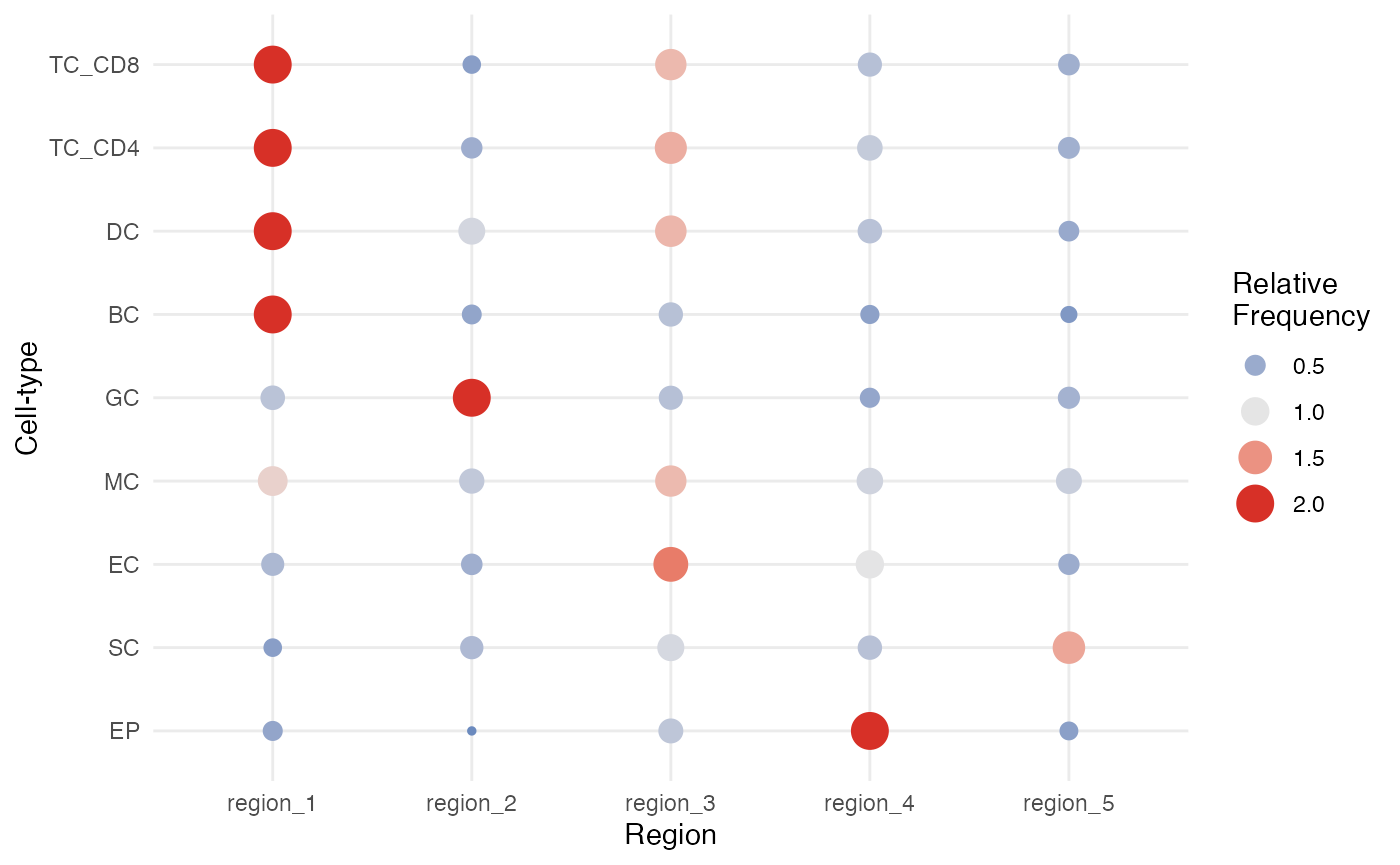 TC_CD8
TC_CD4
DC
BC
GC
MC
EC
SC
EP
Cell-type
region_1
region_2
region_3
region_4
region_5
Region
Relative
Frequency
0.5
1.0
1.5
2.0